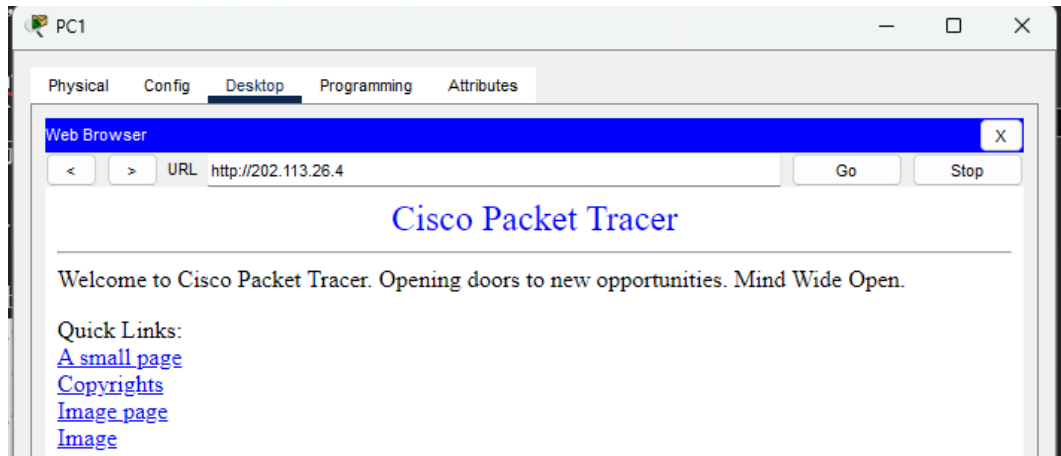 PC1
Physical Config Desktop Programming Attributes
Web Browser X
< > URL http://202.113.26.4 Go Stop
Cisco Packet Tracer
Welcome to Cisco Packet Tracer. Opening doors to new opportunities. Mind Wide Open.
Quick Links:
A small page
Copyrights
Image page
Image